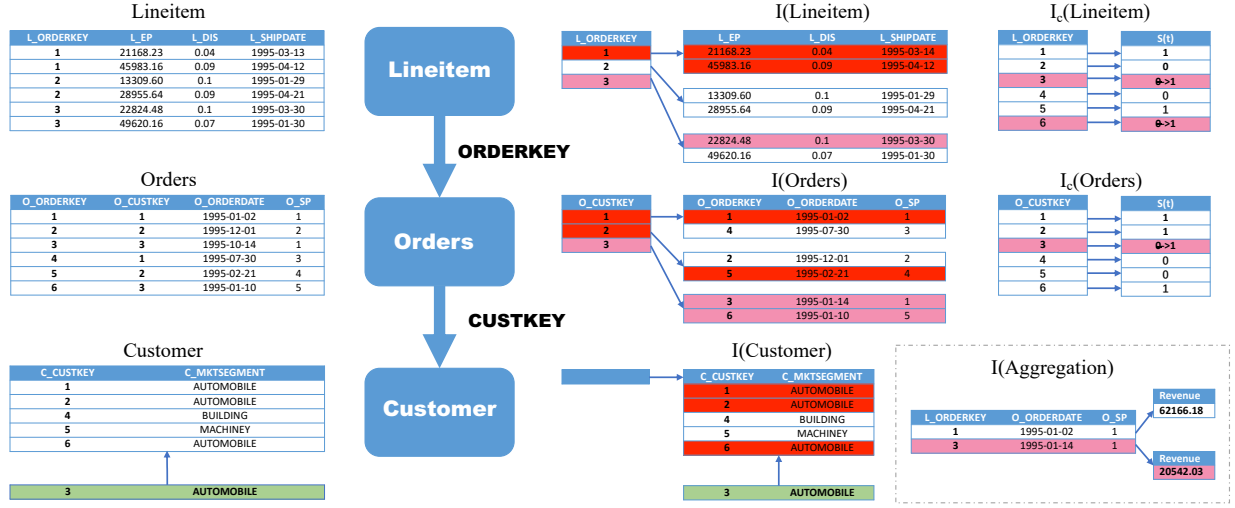 Lineitem
L_ORDERKEY L_EP L_DIS L_SHIPDATE
1 21168.23 0.04 1995-03-13
1 45983.16 0.09 1995-04-12
2 13309.60 0.1 1995-01-29
2 28955.64 0.09 1995-04-21
3 22824.48 0.1 1995-03-30
3 49620.16 0.07 1995-01-30
Orders
O_ORDERKEY O_CUSTKEY O_ORDERDATE O_SP
1 1 1995-01-02 1
2 2 1995-12-01 2
3 3 1995-10-14 1
4 1 1995-07-30 3
5 2 1995-02-21 4
6 3 1995-01-10 5
Customer
C_CUSTKEY C_MKTSEGMENT
1 AUTOMOBILE
2 AUTOMOBILE
4 BUILDING
5 MACHINEY
6 AUTOMOBILE
3 AUTOMOBILE
Lineitem
ORDERKEY
Orders
CUSTKEY
Customer
I(Lineitem)
L_ORDERKEY
1
2
3
L_EP L_DIS L_SHIPDATE
21168.23 0.04 1995-03-14
45983.16 0.09 1995-04-12
13309.60 0.1 1995-01-29
28955.64 0.09 1995-04-21
22824.48 0.1 1995-03-30
49620.16 0.07 1995-01-30
I(Orders)
O_CUSTKEY
1
2
3
O_ORDERKEY O_ORDERDATE O_SP
1 1995-01-02 1
4 1995-07-30 3
2 1995-12-01 2
5 1995-02-21 4
3 1995-01-14 1
6 1995-01-10 5
I(Customer)
C_CUSTKEY C_MKTSEGMENT
1 AUTOMOBILE
2 AUTOMOBILE
4 BUILDING
5 MACHINEY
6 AUTOMOBILE
3 AUTOMOBILE
Ic(Lineitem)
L_ORDERKEY S(t)
1 1
2 0
3 0->1
4 0
5 1
6 0->1
Ic(Orders)
O_CUSTKEY S(t)
1 1
2 1
3 0->1
4 0
5 0
6 1
I(Aggregation)
L_ORDERKEY O_ORDERDATE O_SP
1 1995-01-02 1
3 1995-01-14 1
Revenue
62166.18
Revenue
20542.03